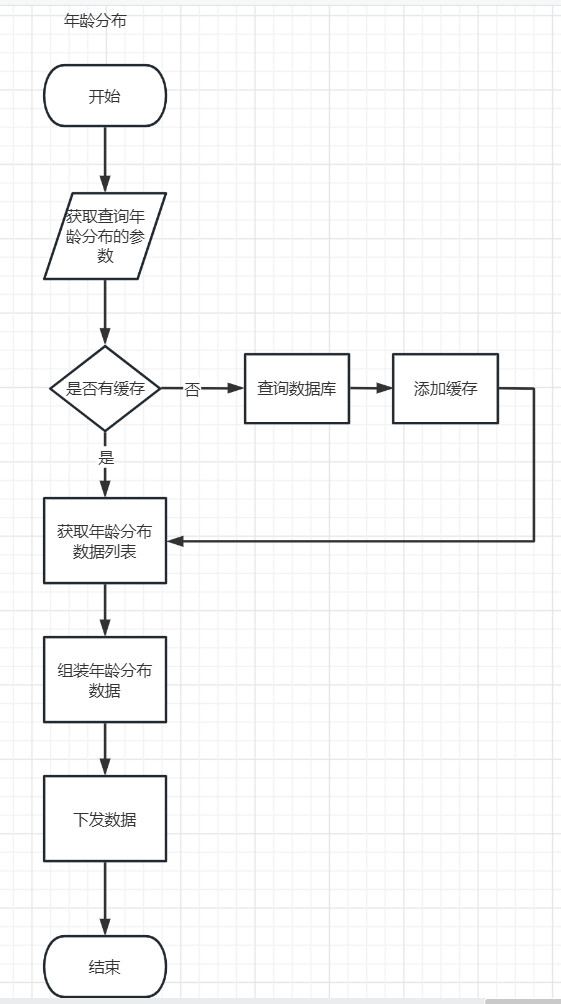 年龄分布
开始
获取查询年
龄分布的参
数
是否有缓存
否
查询数据库
添加缓存
是
获取年龄分布
数据列表
组装年龄分布
数据
下发数据
结束